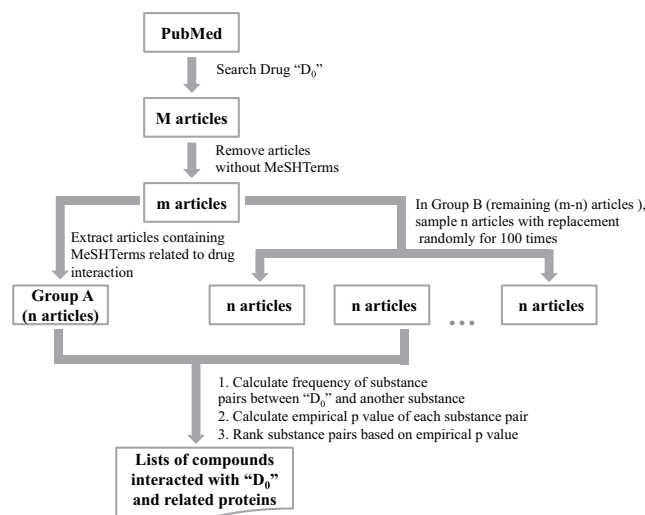 PubMed
Search Drug “D₀”
M articles
Remove articles
without MeSHTerms
m articles
In Group B (remaining (m-n) articles ),
sample n articles with replacement
randomly for 100 times
Extract articles containing
MeSHTerms related to drug
interaction
Group A
(n articles)
n articles
n articles
...
n articles
1. Calculate frequency of substance
pairs between “D₀” and another substance
2. Calculate empirical p value of each substance pair
3. Rank substance pairs based on empirical p value
Lists of compounds
interacted with “D₀”
and related proteins